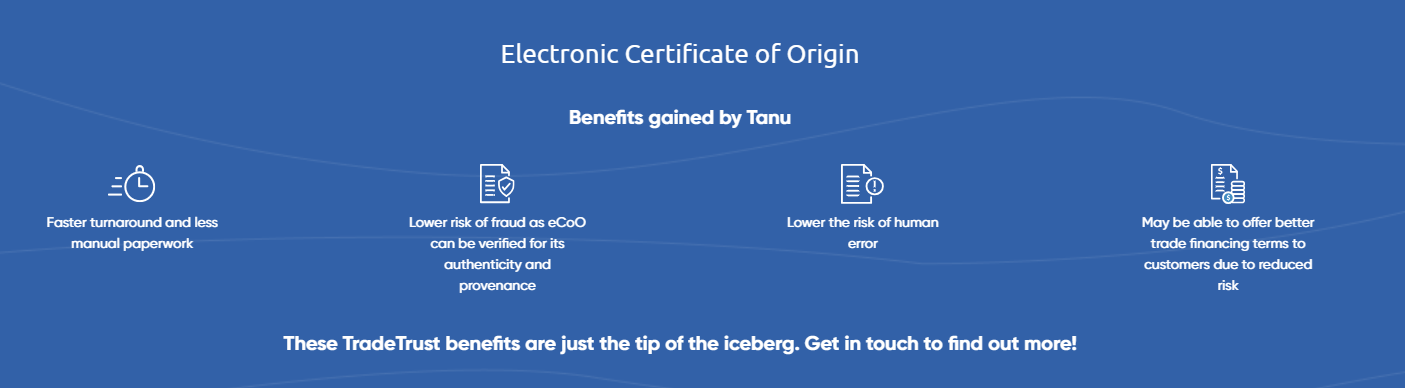 Electronic Certificate of Origin
Benefits gained by Tanu
Faster turnaround and less
manual paperwork
Lower risk of fraud as eCoO
can be verified for its
authenticity and
provenance
Lower the risk of human
error
May be able to offer better
trade financing terms to
customers due to reduced
risk
These TradeTrust benefits are just the tip of the iceberg. Get in touch to find out more!